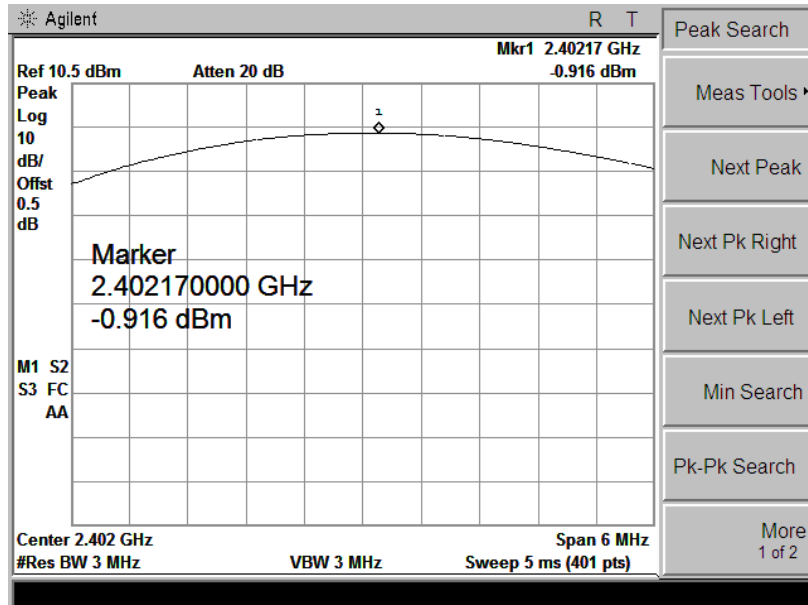 Agilent R T
Mkr1 2.40217 GHz
Ref 10.5 dBm Atten 20 dB -0.916 dBm
Peak
Log
10
dB/
Offst
0.5
dB
1
Marker
2.402170000 GHz
-0.916 dBm
M1 S2
S3 FC
AA
Center 2.402 GHz Span 6 MHz
#Res BW 3 MHz VBW 3 MHz Sweep 5 ms (401 pts)
Peak Search
Meas Tools
Next Peak
Next Pk Right
Next Pk Left
Min Search
Pk-Pk Search
More
1 of 2